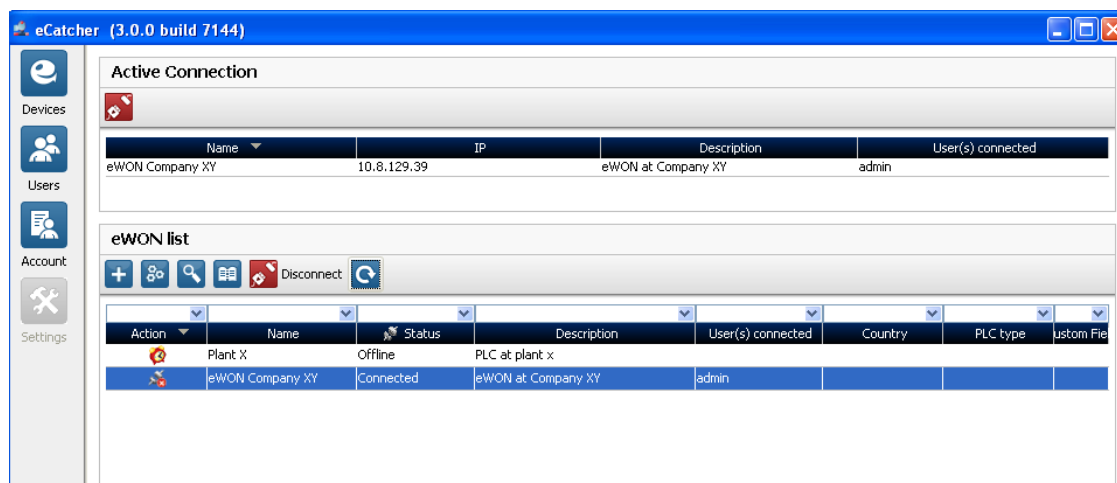 eCatcher (3.0.0 build 7144)
Devices
Users
Account
Settings
Active Connection
Name IP Description User(s) connected
eWON Company XY 10.8.129.39 eWON at Company XY admin
eWON list
Disconnect
Action Name Status Description User(s) connected Country PLC type ustom Fie
Plant X Offline PLC at plant x
eWON Company XY Connected eWON at Company XY admin